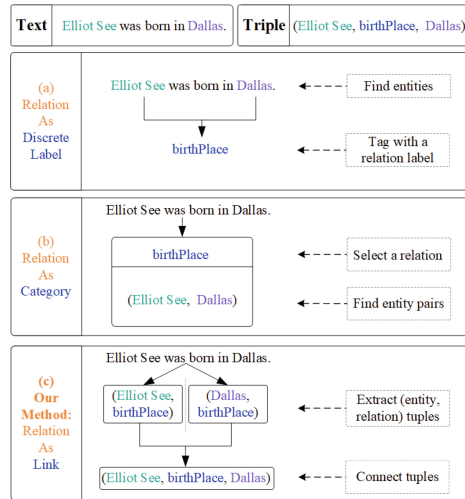 Text
Elliot See was born in Dallas.
Triple
(Elliot See, birthPlace, Dallas)
(a)
Relation
As
Discrete
Label
Elliot See was born in Dallas.
birthPlace
Find entities
Tag with a
relation label
(b)
Relation
As
Category
Elliot See was born in Dallas.
birthPlace
(Elliot See, Dallas)
Select a relation
Find entity pairs
(c)
Our
Method:
Relation
As
Link
Elliot See was born in Dallas.
(Elliot See,
birthPlace)
(Dallas,
birthPlace)
(Elliot See, birthPlace, Dallas)
Extract (entity,
relation) tuples
Connect tuples